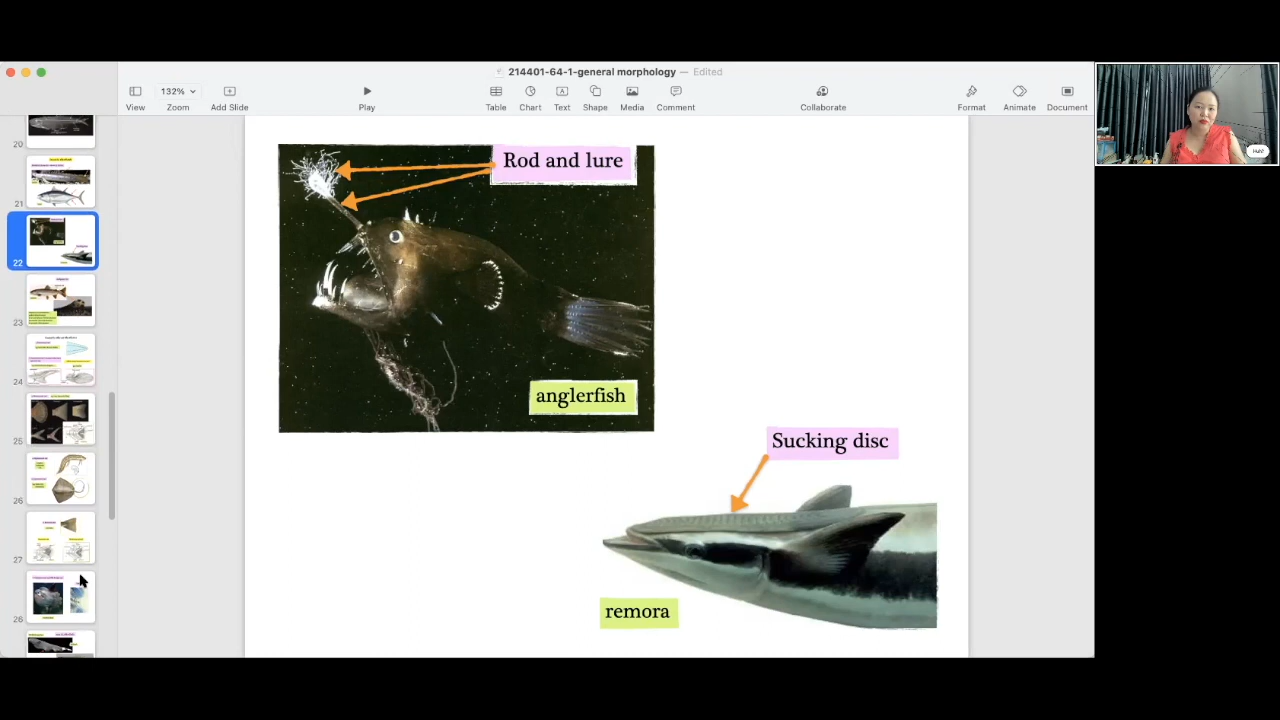 214401-64-1-general morphology — Edited
132%
View
Zoom
Add Slide
Play
Table
Chart
Text
Shape
Media
Comment
Collaborate
Format
Animate
Document
Huh?
20
21
22
23
24
25
26
27
28
Rod and lure
anglerfish
Sucking disc
remora